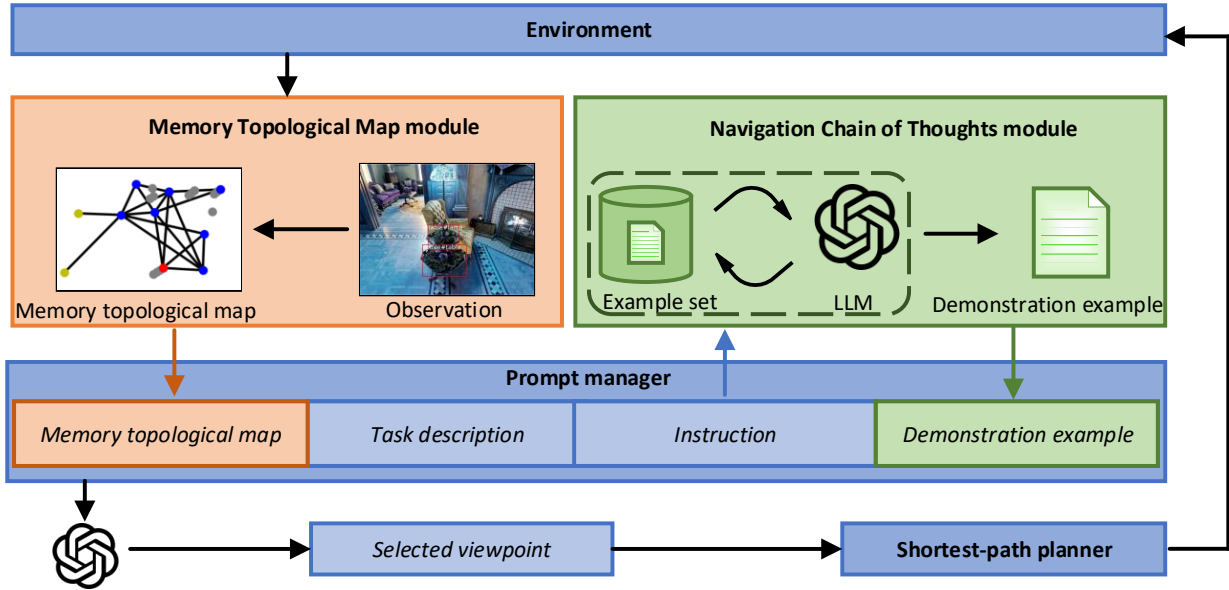 Environment
Memory Topological Map module
Navigation Chain of Thoughts module
Memory topological map
Observation
Example set
LLM
Demonstration example
Prompt manager
Memory topological map
Task description
Instruction
Demonstration example
Selected viewpoint
Shortest-path planner